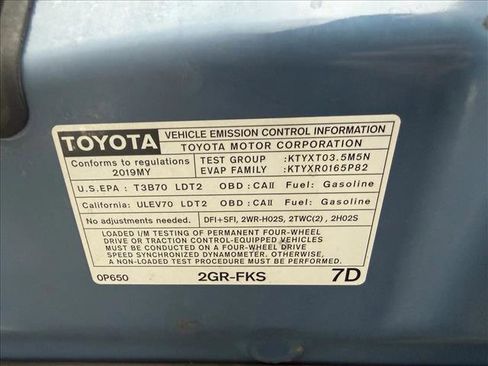 TOYOTA VEHICLE EMISSION CONTROL INFORMATION
TOYOTA MOTOR CORPORATION
Conforms to regulations TEST GROUP :KTYXT03.5M5N
2019MY EVAP FAMILY :KTYXR0165P82
U.S.EPA : T3B70 LDT2 OBD : CAII Fuel: Gasoline
California: ULEV70 LDT2 OBD : CAII Fuel: Gasoline
No adjustments needed. DFI+SFI, 2WR-HO2S, 2TWC(2) , 2HO2S
LOADED I/M TESTING OF PERMANENT FOUR-WHEEL
DRIVE OR TRACTION CONTROL-EQUIPPED VEHICLES
MUST BE CONDUCTED ON A FOUR-WHEEL DRIVE
SPEED SYNCHRONIZED DYNAMOMETER. OTHERWISE,
A NON-LOADED TEST PROCEDURE MUST BE USED.
0P650 2GR-FKS 7D